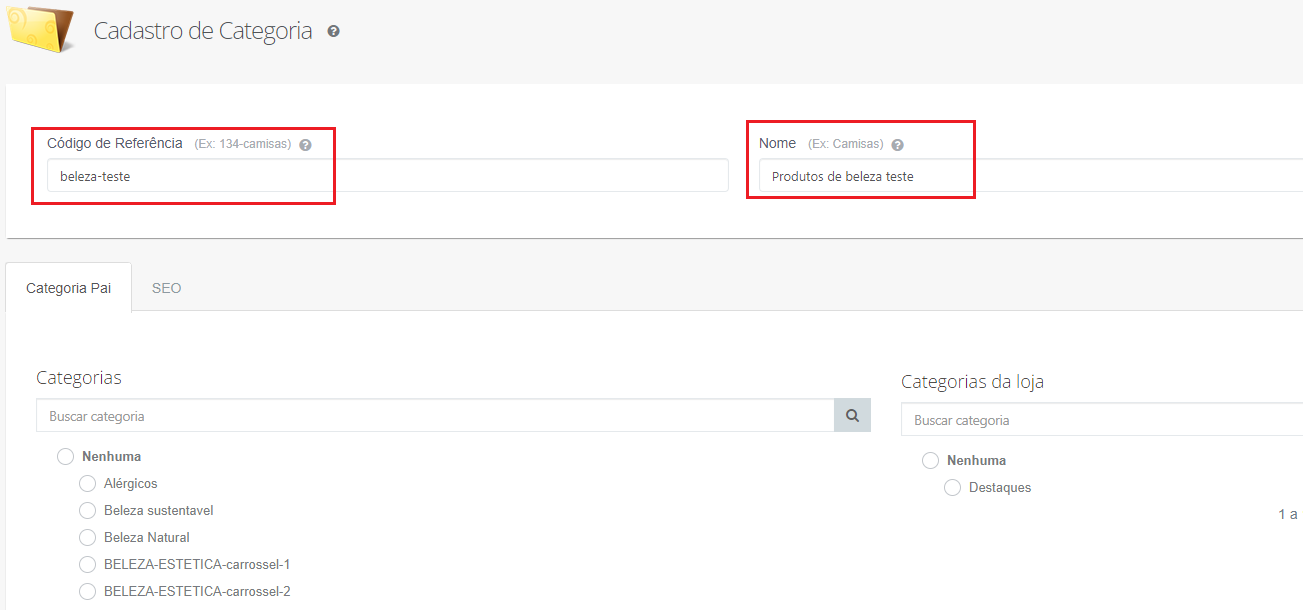 Cadastro de Categoria ?
Código de Referência (Ex: 134-camisas) ?
beleza-teste
Nome (Ex: Camisas) ?
Produtos de beleza teste
Categoria Pai SEO
Categorias
Buscar categoria
Nenhuma
Alérgicos
Beleza sustentavel
Beleza Natural
BELEZA-ESTETICA-carrossel-1
BELEZA-ESTETICA-carrossel-2
Categorias da loja
Buscar categoria
Nenhuma
Destaques
1 a